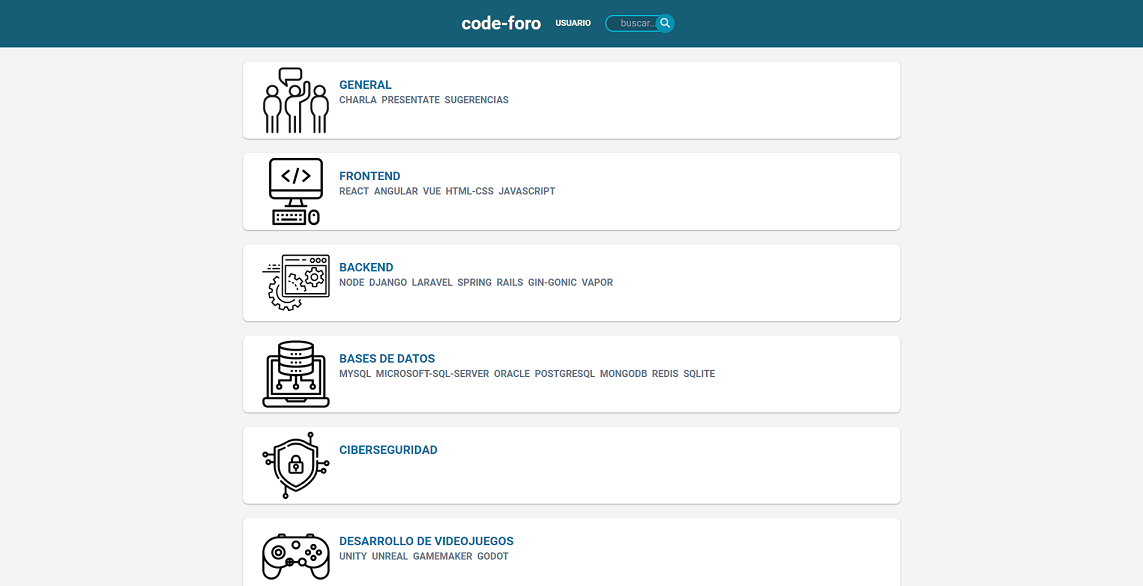 code-foro USUARIO buscar...
GENERAL
CHARLA PRESENTATE SUGERENCIAS
</>
FRONTEND
REACT ANGULAR VUE HTML-CSS JAVASCRIPT
BACKEND
NODE DJANGO LARAVEL SPRING RAILS GIN-GONIC VAPOR
BASES DE DATOS
MYSQL MICROSOFT-SQL-SERVER ORACLE POSTGRESQL MONGODB REDIS SQLITE
CIBERSEGURIDAD
DESARROLLO DE VIDEOJUEGOS
UNITY UNREAL GAMEMAKER GODOT